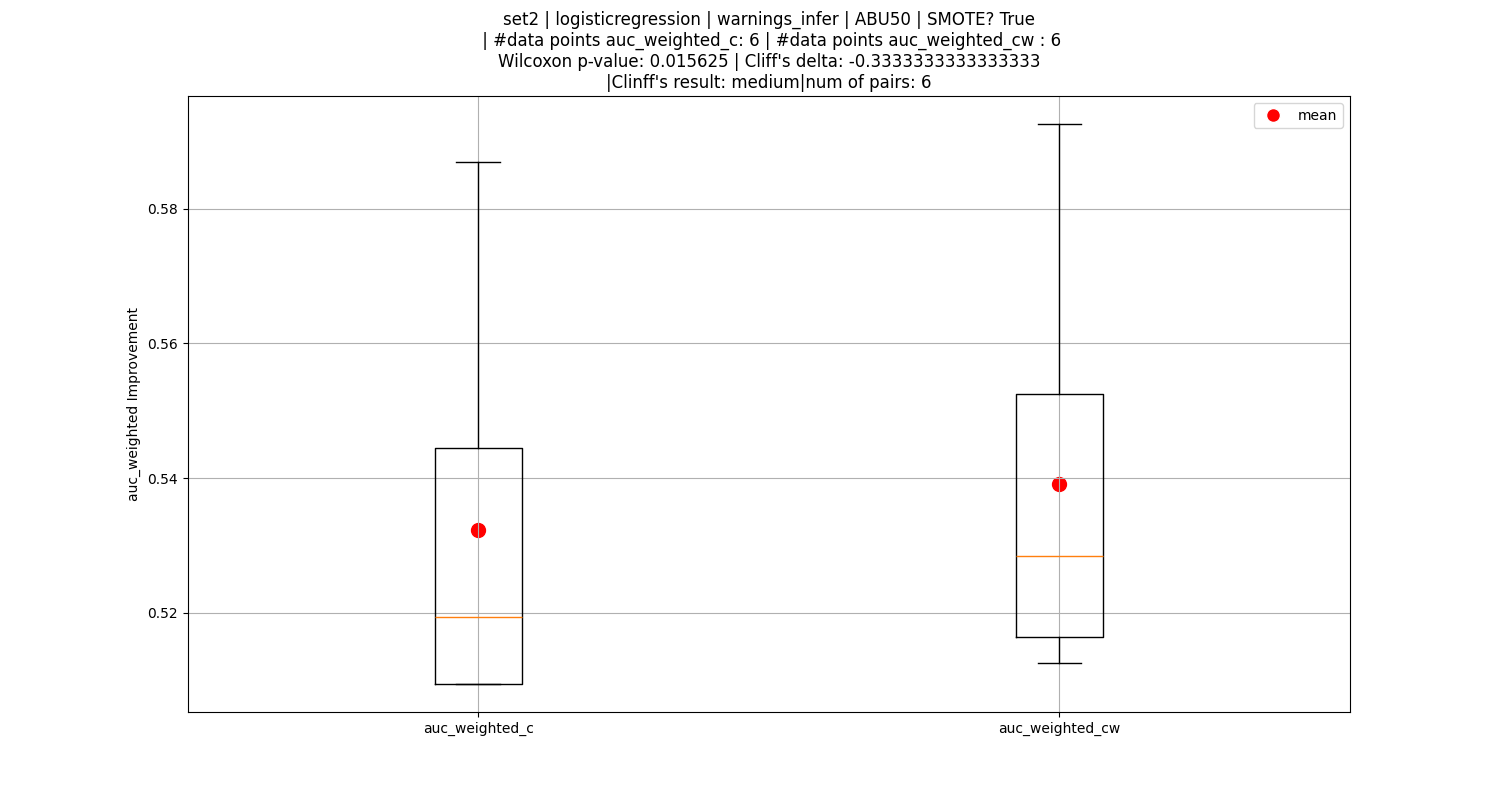 set2 | logisticregression | warnings_infer | ABU50 | SMOTE? True
| #data points auc_weighted_c: 6 | #data points auc_weighted_cw : 6
Wilcoxon p-value: 0.015625 | Cliff's delta: -0.3333333333333333
|Clinff's result: medium|num of pairs: 6
mean
auc_weighted Improvement
0.58
0.56
0.54
0.52
auc_weighted_c
auc_weighted_cw